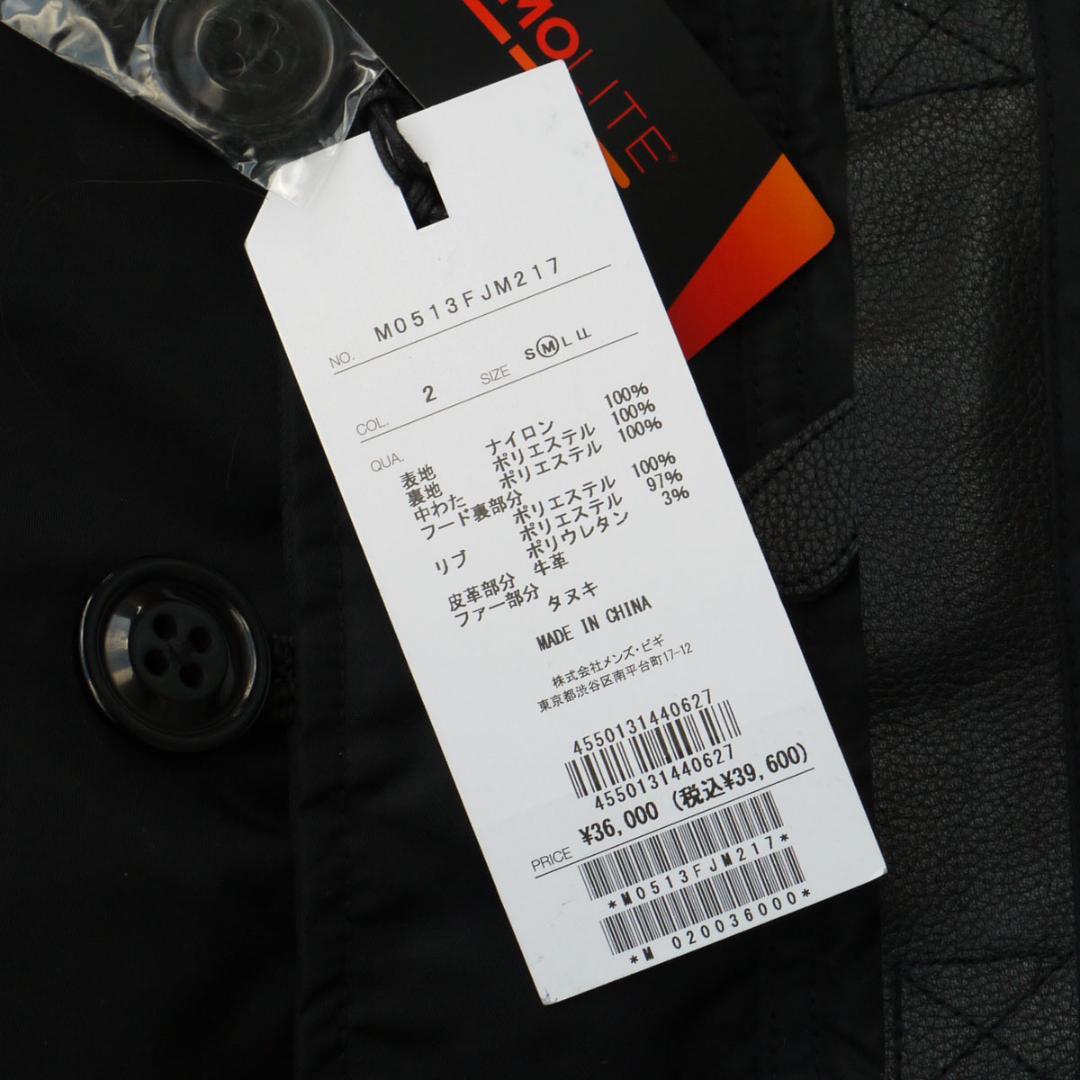 MOLITE®
NO. M0513FJM217
COL. 2 SIZE S M L LL
QUA.
表地 ナイロン 100%
裏地 ポリエステル 100%
中わた ポリエステル 100%
フード裏部分
ポリエステル 100%
リブ ポリエステル 97%
ポリウレタン 3%
皮革部分 牛革
ファー部分 タヌキ
MADE IN CHINA
株式会社メンズ・ビギ
東京都渋谷区南平台町17-12
4550131440627
4550131440627
PRICE ¥36,000 (税込¥39,600)
*M0513FJM217*
*M 020036000*